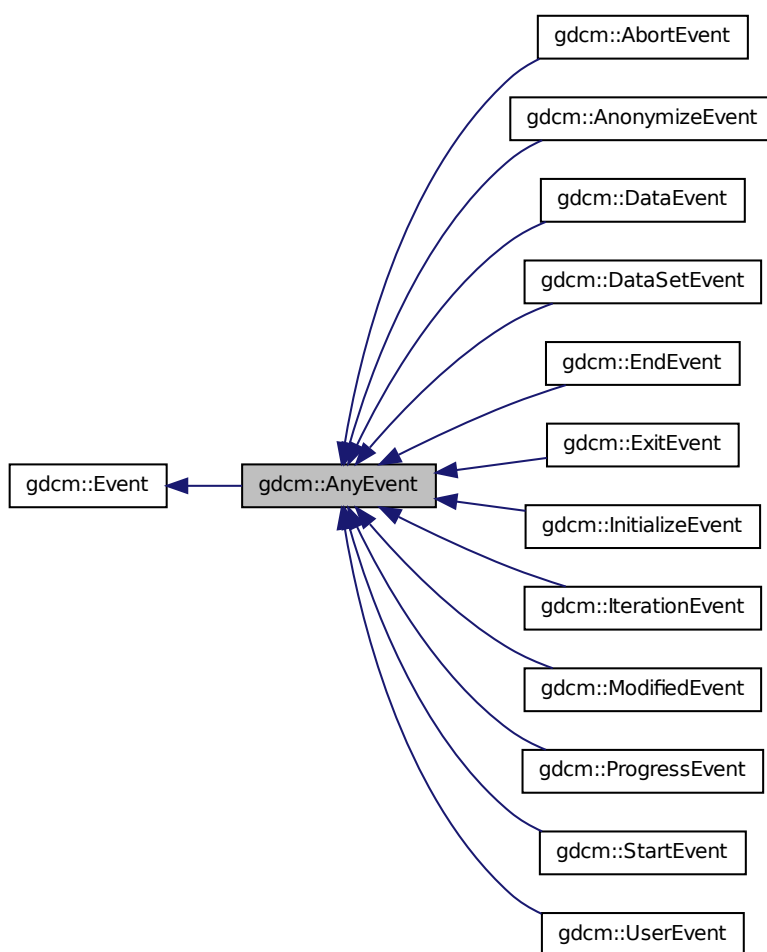 gdcm::AbortEvent
gdcm::AnonymizeEvent
gdcm::DataEvent
gdcm::DataSetEvent
gdcm::EndEvent
gdcm::ExitEvent
gdcm::Event
gdcm::AnyEvent
gdcm::InitializeEvent
gdcm::IterationEvent
gdcm::ModifiedEvent
gdcm::ProgressEvent
gdcm::StartEvent
gdcm::UserEvent